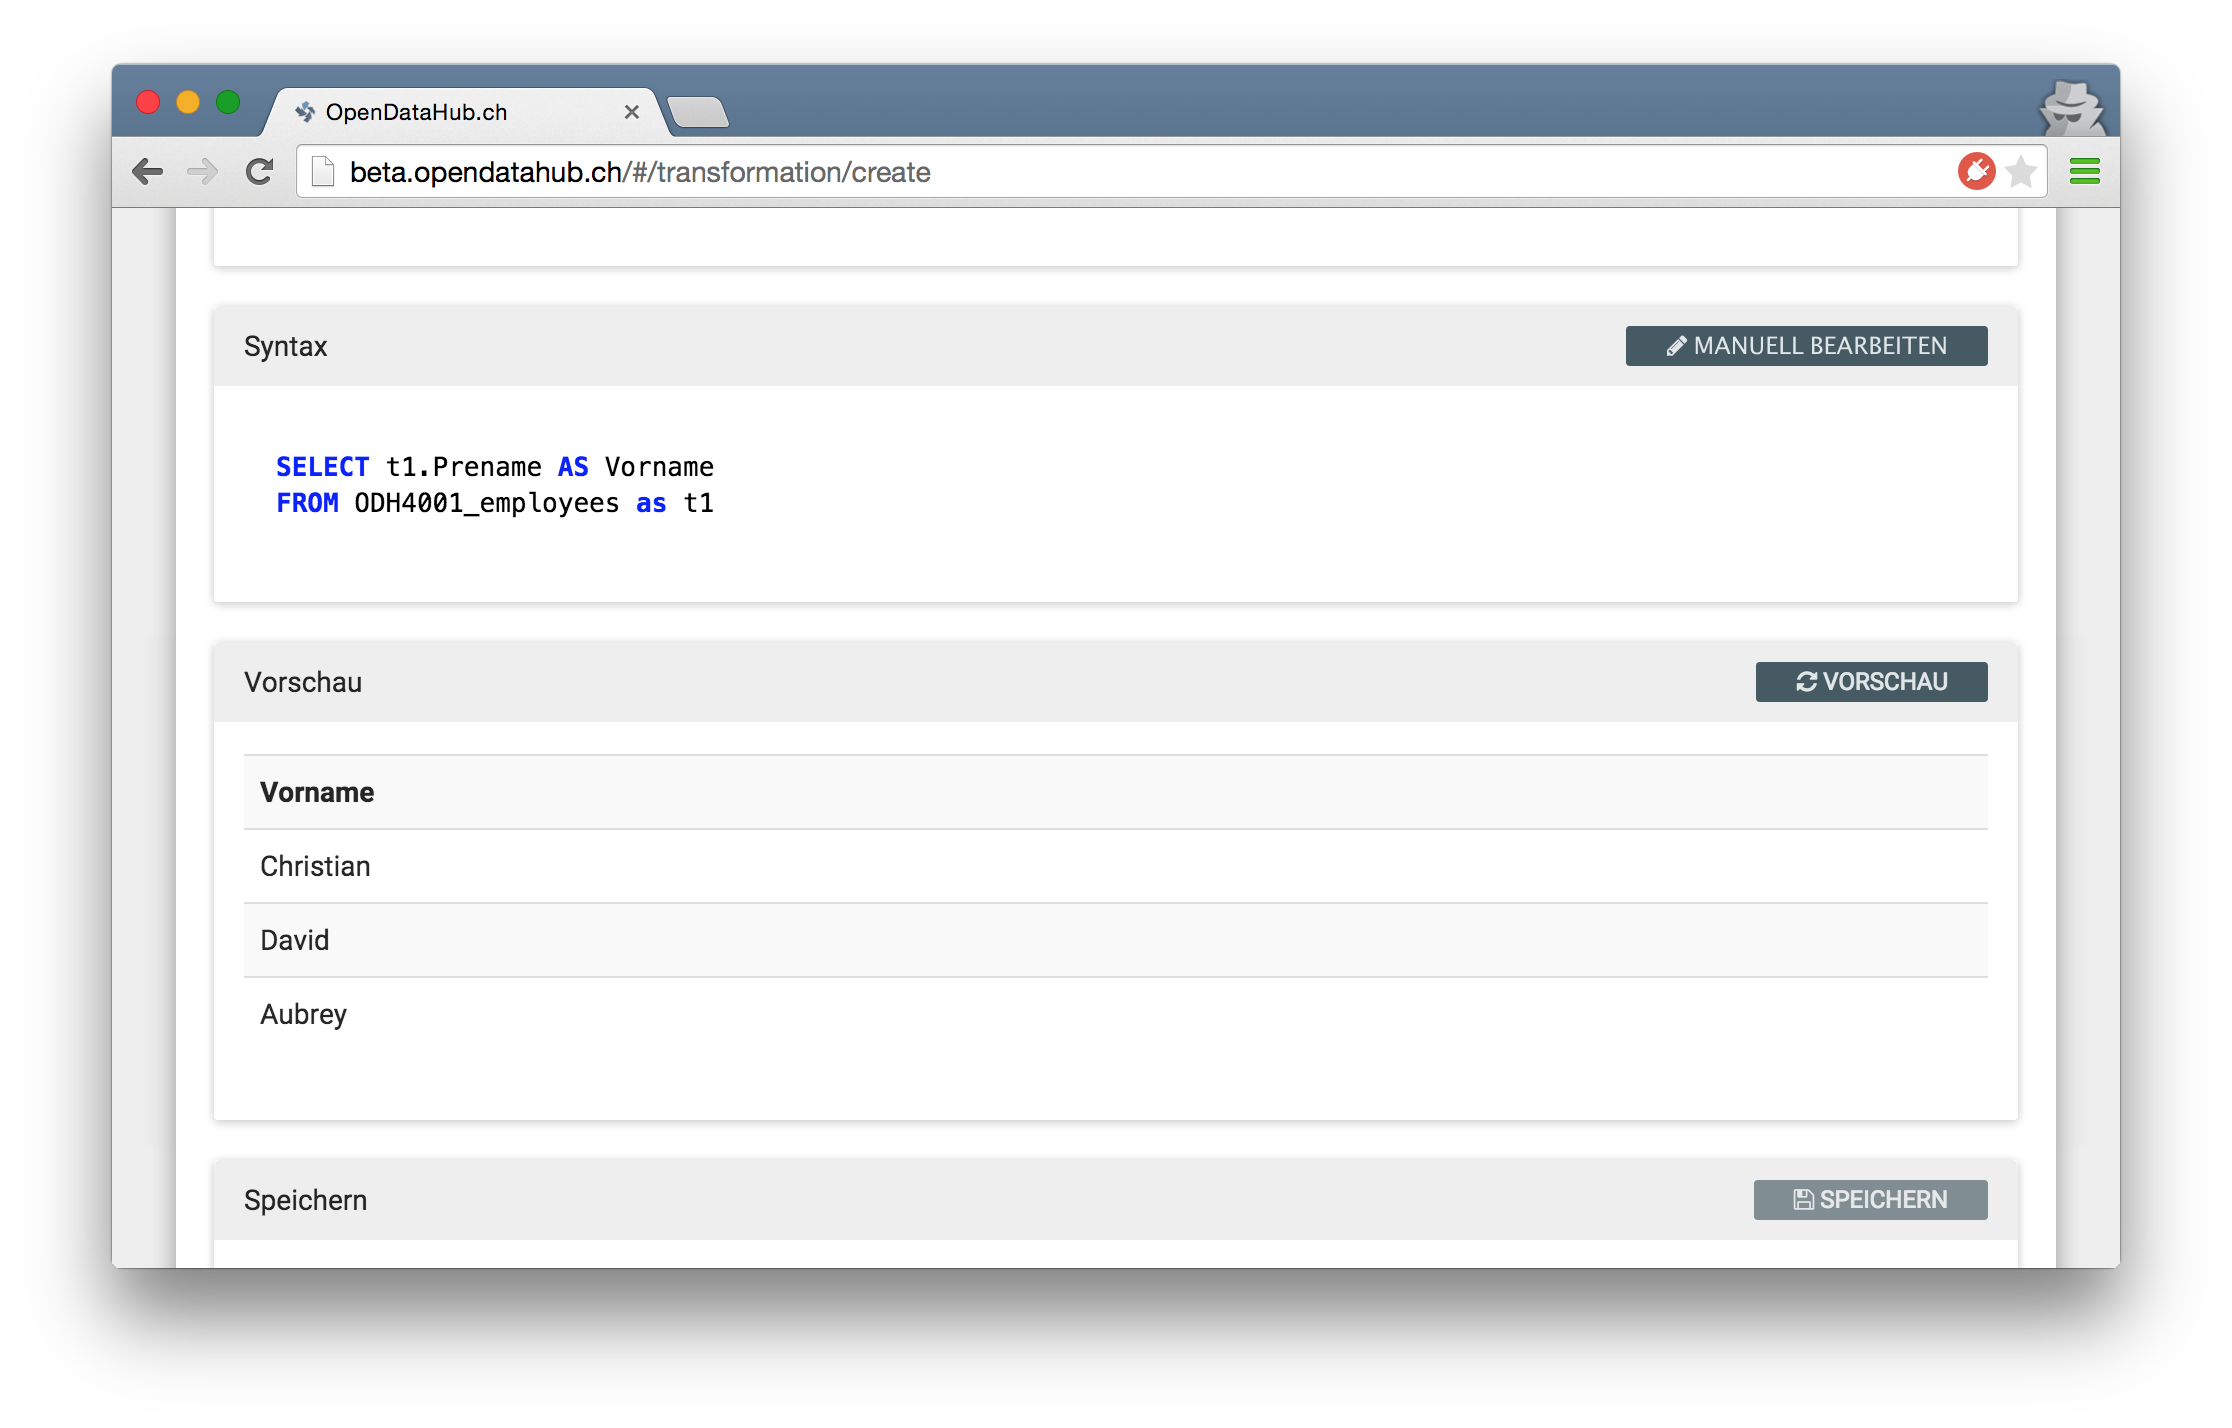 OpenDataHub.ch
beta.opendatahub.ch/#/transformation/create
Syntax
MANUELL BEARBEITEN
SELECT t1.Prename AS Vorname
FROM ODH4001_employees as t1
Vorschau
VORSCHAU
Vorname
Christian
David
Aubrey
Speichern
SPEICHERN